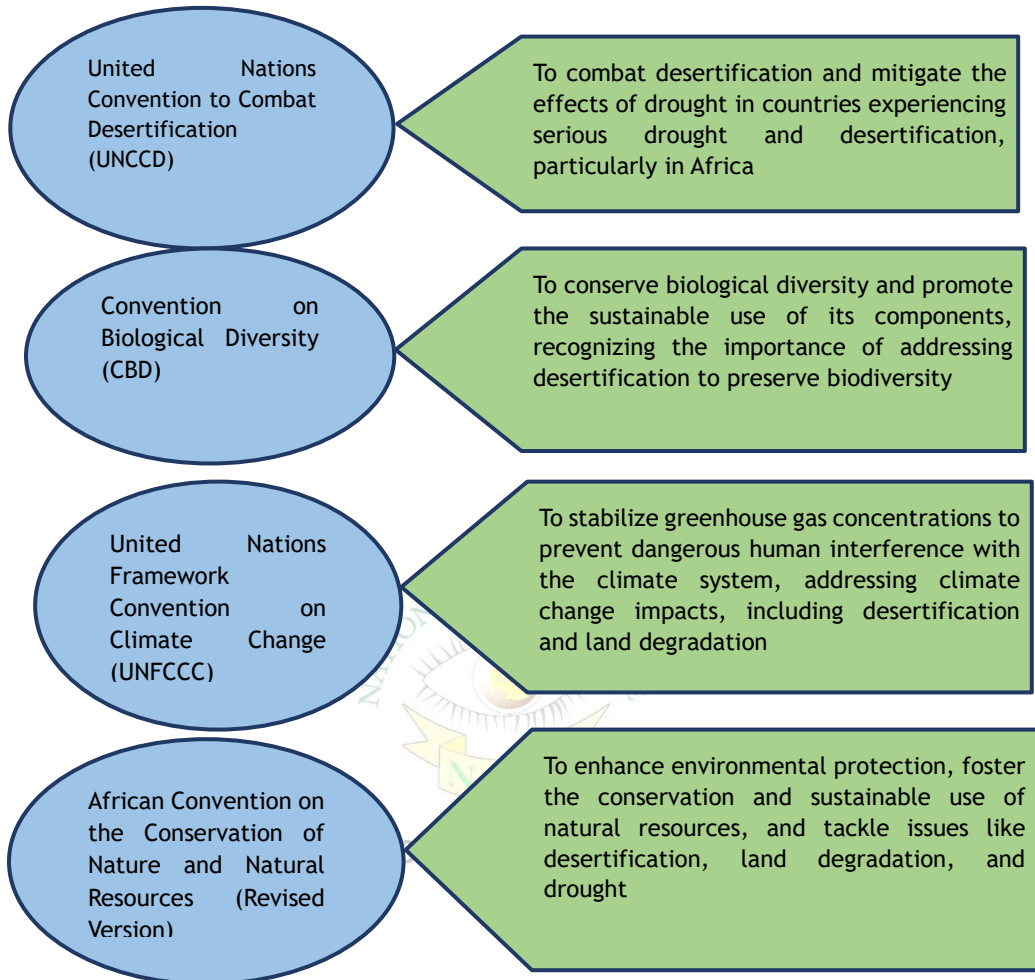 United Nations
Convention to Combat
Desertification
(UNCCD)
To combat desertification and mitigate the
effects of drought in countries experiencing
serious drought and desertification,
particularly in Africa
Convention on
Biological Diversity
(CBD)
To conserve biological diversity and promote
the sustainable use of its components,
recognizing the importance of addressing
desertification to preserve biodiversity
United Nations
Framework
Convention on
Climate Change
(UNFCCC)
To stabilize greenhouse gas concentrations to
prevent dangerous human interference with
the climate system, addressing climate
change impacts, including desertification
and land degradation
African Convention on
the Conservation of
Nature and Natural
Resources (Revised
Version)
To enhance environmental protection, foster
the conservation and sustainable use of
natural resources, and tackle issues like
desertification, land degradation, and
drought